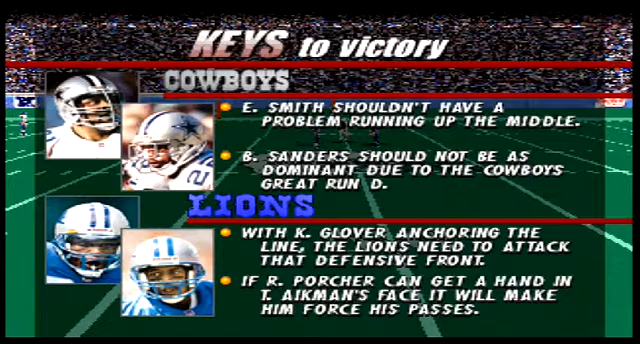 KEYS to victory
COWBOYS
E. SMITH SHOULDN'T HAVE A
PROBLEM RUNNING UP THE MIDDLE.
B. SANDERS SHOULD NOT BE AS
DOMINANT DUE TO THE COWBOYS
GREAT RUN D.
LIONS
WITH K. GLOVER ANCHORING THE
LINE, THE LIONS NEED TO ATTACK
THAT DEFENSIVE FRONT.
IF R. PORCHER CAN GET A HAND IN
T. AIKMAN'S FACE IT WILL MAKE
HIM FORCE HIS PASSES.